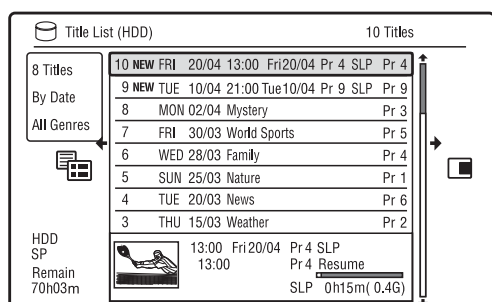 Title List (HDD) 10 Titles
8 Titles
By Date
All Genres
10 NEW FRI 20/04 13:00 Fri20/04 Pr 4 SLP Pr 4
9 NEW TUE 10/04 21:00 Tue10/04 Pr 9 SLP Pr 9
8 MON 02/04 Mystery Pr 3
7 FRI 30/03 World Sports Pr 5
6 WED 28/03 Family Pr 4
5 SUN 25/03 Nature Pr 1
4 TUE 20/03 News Pr 6
3 THU 15/03 Weather Pr 2
HDD
SP
Remain
70h03m
13:00 Fri20/04 Pr4 SLP
13:00 Pr4 Resume
SLP 0h15m( 0.4G)